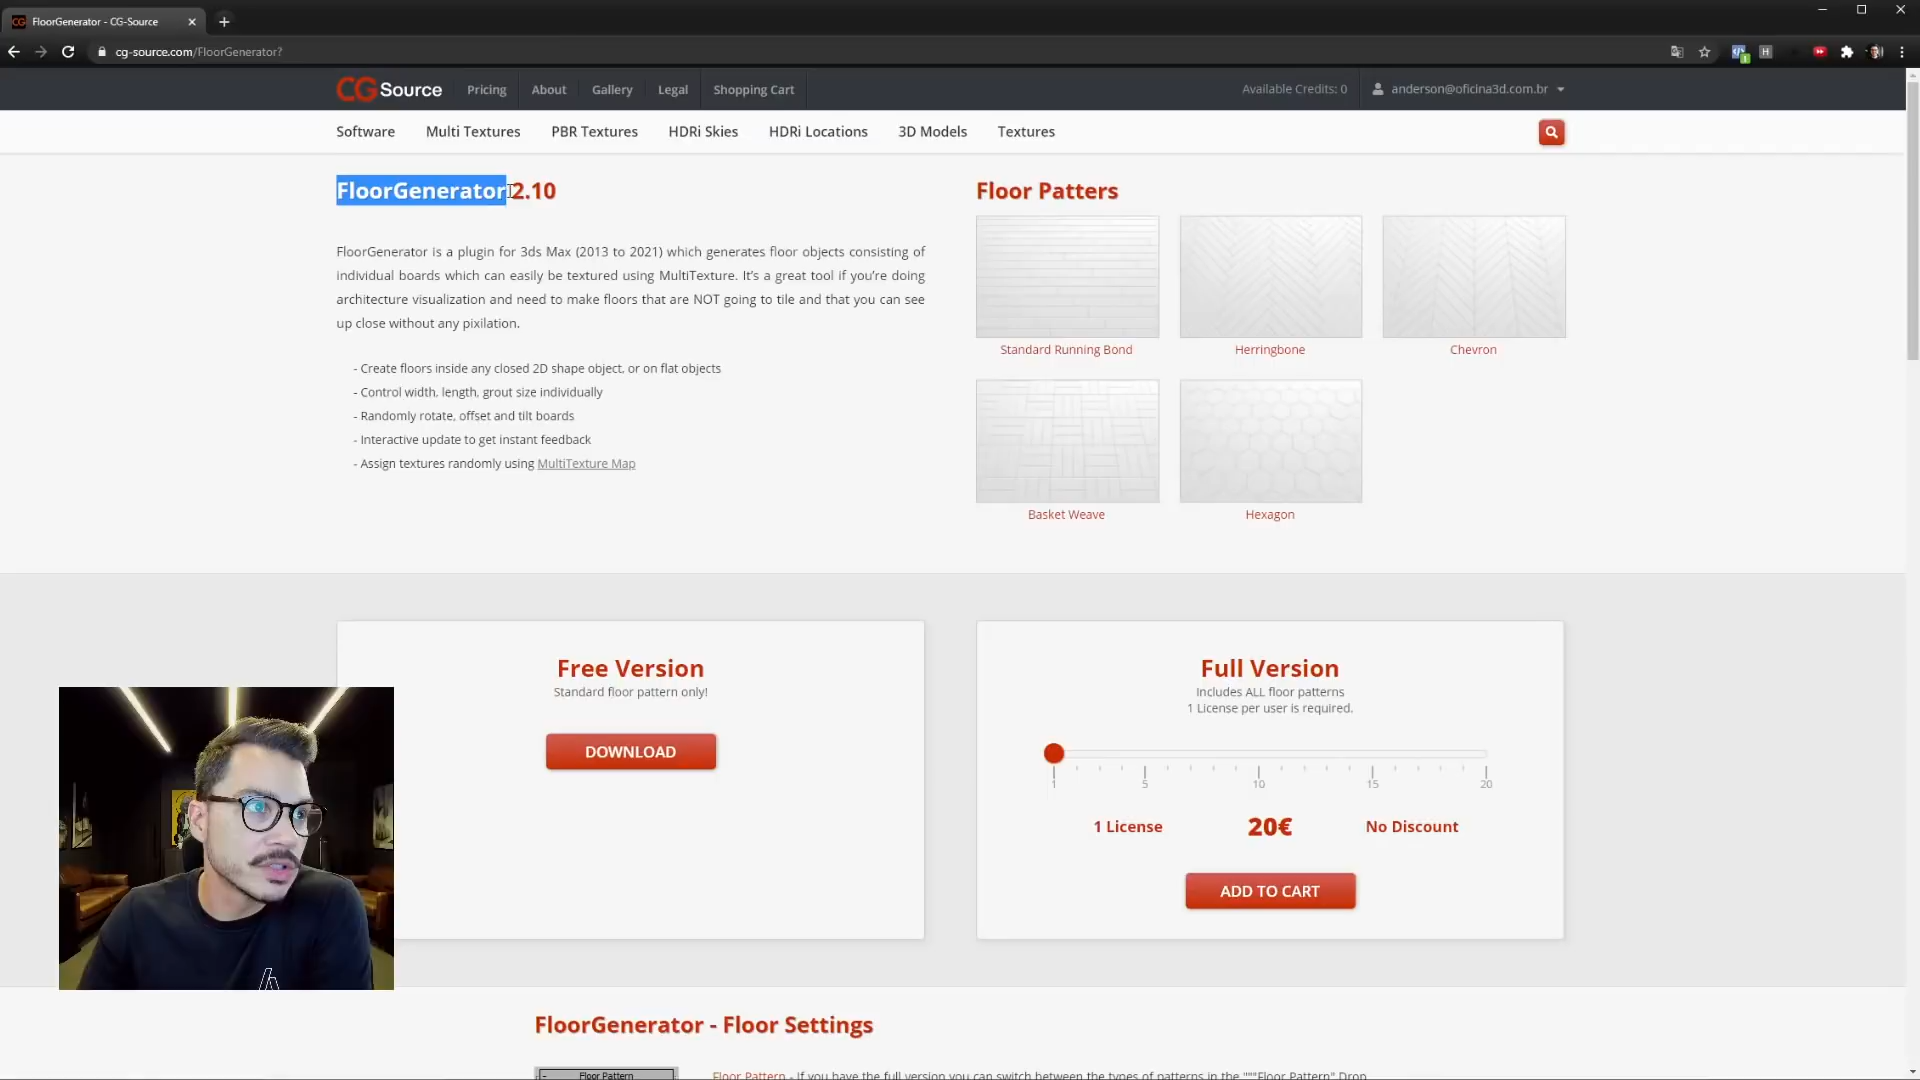 FloorGenerator - CG-Source
cg-source.com/FloorGenerator?
CGSource
Pricing
About
Gallery
Legal
Shopping Cart
Available Credits: 0
anderson@oficina3d.com.br
Software
Multi Textures
PBR Textures
HDRi Skies
HDRi Locations
3D Models
Textures
FloorGenerator 2.10
FloorGenerator is a plugin for 3ds Max (2013 to 2021) which generates floor objects consisting of
individual boards which can easily be textured using MultiTexture. It's a great tool if you're doing
architecture visualization and need to make floors that are NOT going to tile and that you can see
up close without any pixilation.
- Create floors inside any closed 2D shape object, or on flat objects
- Control width, length, grout size individually
- Randomly rotate, offset and tilt boards
- Interactive update to get instant feedback
- Assign textures randomly using MultiTexture Map
Floor Patters
Standard Running Bond
Herringbone
Chevron
Basket Weave
Hexagon
Free Version
Standard floor pattern only!
DOWNLOAD
Full Version
Includes ALL floor patterns
1 License per user is required.
1
5
10
15
20
1 License
20€
No Discount
ADD TO CART
FloorGenerator - Floor Settings
Floor Pattern
Floor Pattern - If you have the full version you can switch between the types of patterns in the """Floor Pattern" Drop